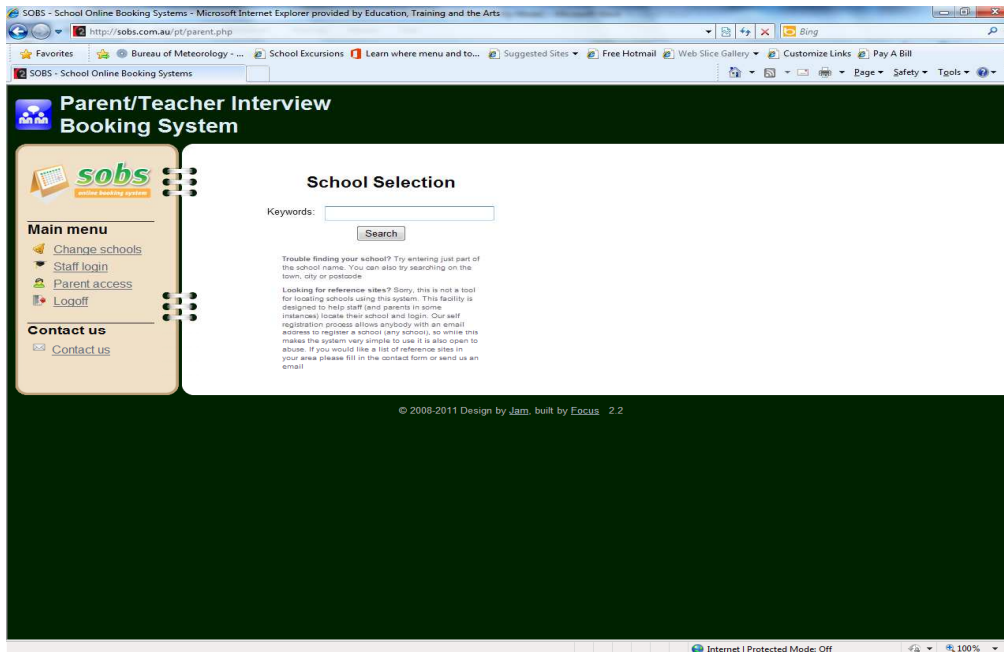 SOBS - School Online Booking Systems - Microsoft Internet Explorer provided by Education, Training and the Arts
http://sobs.com.au/pt/parent.php
Bing
Favorites Bureau of Meteorology - ... School Excursions Learn where menu and to... Suggested Sites Free Hotmail Web Slice Gallery Customize Links Pay A Bill
SOBS - School Online Booking Systems
Page Safety Tools
Parent/Teacher Interview
Booking System
sobs
online booking system
Main menu
Change schools
Staff login
Parent access
Logoff
Contact us
Contact us
School Selection
Keywords:
Search
Trouble finding your school? Try entering just part of
the school name. You can also try searching on the
town, city or postcode
Looking for reference sites? Sorry, this is not a tool
for locating schools using this system. This facility is
designed to help staff (and parents in some
instances) locate their school and login. Our self
registration process allows anybody with an email
address to register a school (any school), so while this
makes the system very simple to use it is also open to
abuse. If you would like a list of reference sites in
your area please fill in the contact form or send us an
email
© 2008-2011 Design by Jam, built by Focus 2.2
Internet | Protected Mode: Off
100%